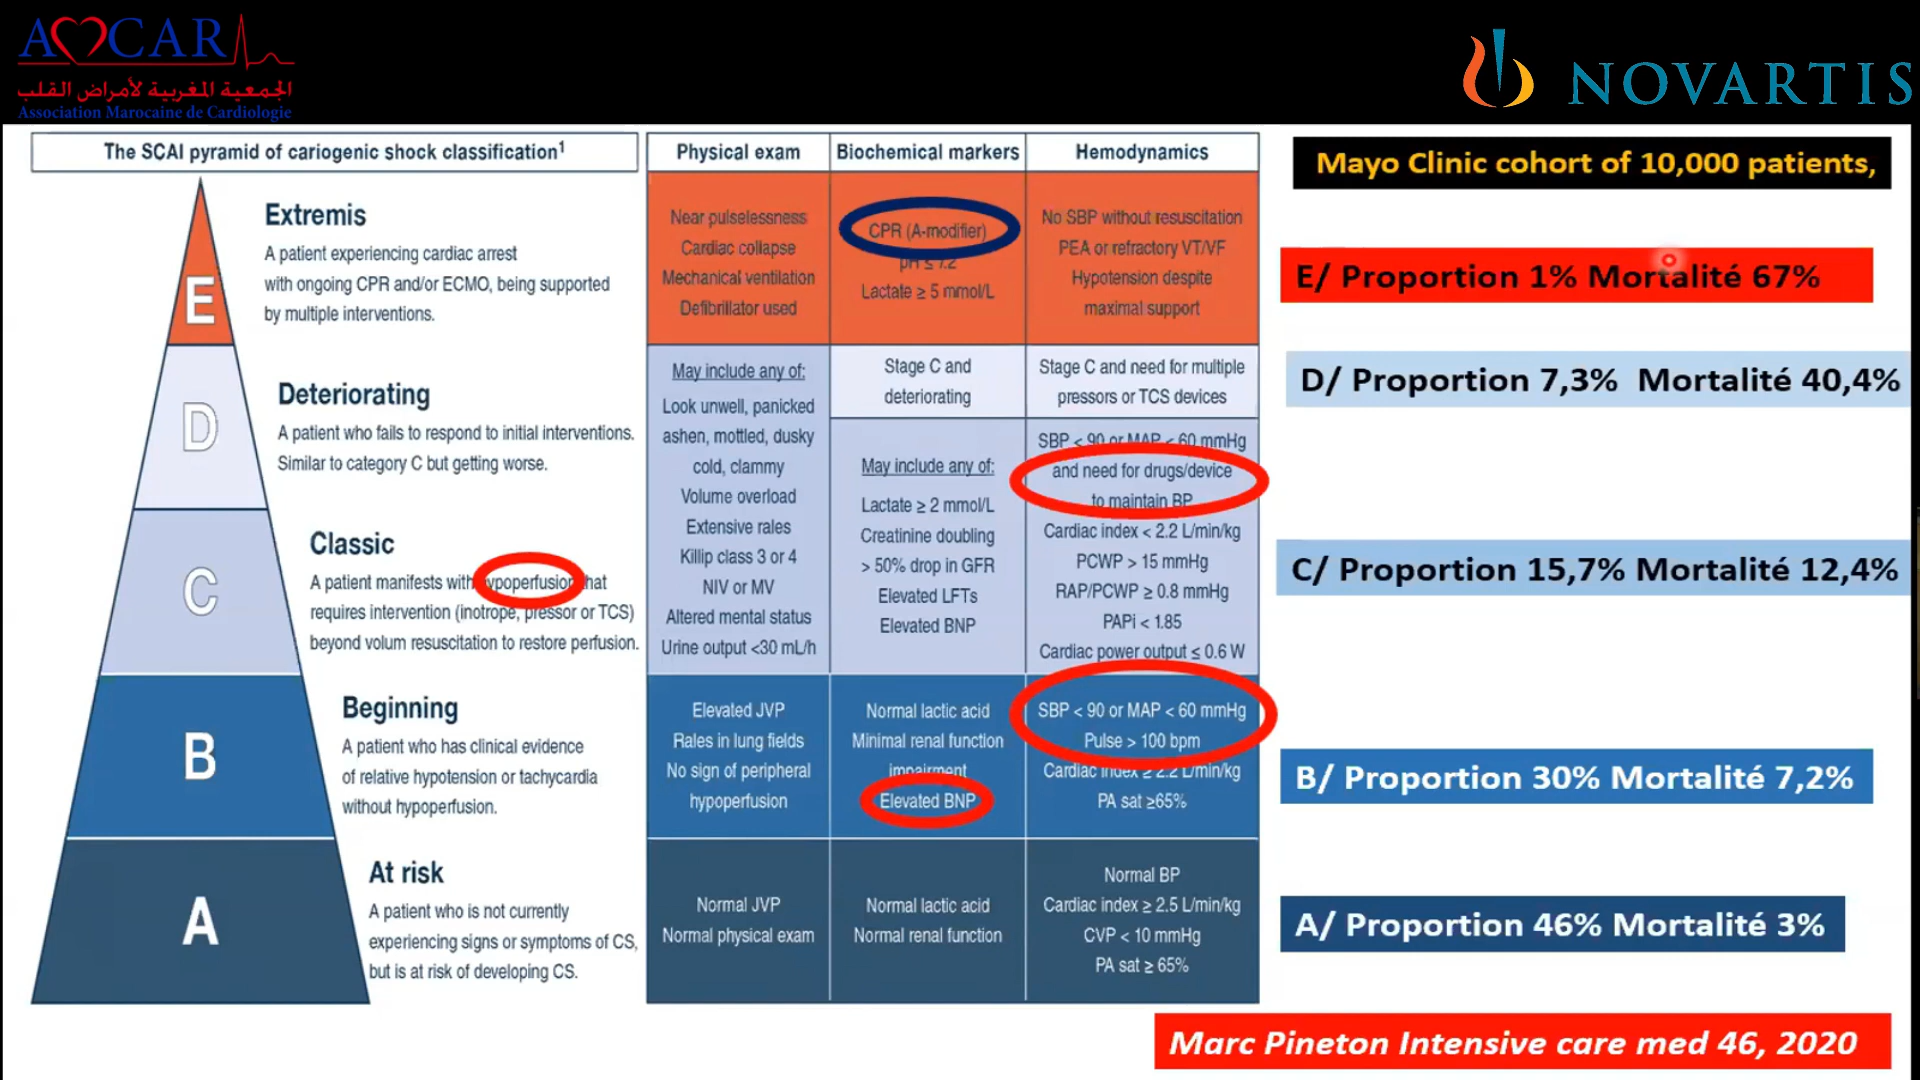 AMCAR
الجمعية المغربية لأمراض القلب
Association Marocaine de Cardiologie
NOVARTIS
The SCAI pyramid of cariogenic shock classification¹
Physical exam
Biochemical markers
Hemodynamics
Mayo Clinic cohort of 10,000 patients,
E
Extremis
A patient experiencing cardiac arrest
with ongoing CPR and/or ECMO, being supported
by multiple interventions.
Near pulselessness
Cardiac collapse
Mechanical ventilation
Defibrillator used
CPR (A-modifier)
pH ≤ 7.2
Lactate ≥ 5 mmol/L
No SBP without resuscitation
PEA or refractory VT/VF
Hypotension despite
maximal support
E/ Proportion 1% Mortalité 67%
D
Deteriorating
A patient who fails to respond to initial interventions.
Similar to category C but getting worse.
May include any of:
Look unwell, panicked
ashen, mottled, dusky
cold, clammy
Volume overload
Extensive rales
Killip class 3 or 4
NIV or MV
Altered mental status
Urine output <30 mL/h
Stage C and
deteriorating
Stage C and need for multiple
pressors or TCS devices
D/ Proportion 7,3% Mortalité 40,4%
C
Classic
A patient manifests with hypoperfusion that
requires intervention (inotrope, pressor or TCS)
beyond volum resuscitation to restore perfusion.
May include any of:
Lactate ≥ 2 mmol/L
Creatinine doubling
> 50% drop in GFR
Elevated LFTs
Elevated BNP
SBP < 90 or MAP < 60 mmHg
and need for drugs/device
to maintain BP
Cardiac index < 2.2 L/min/kg
PCWP > 15 mmHg
RAP/PCWP ≥ 0.8 mmHg
PAPi < 1.85
Cardiac power output ≤ 0.6 W
C/ Proportion 15,7% Mortalité 12,4%
B
Beginning
A patient who has clinical evidence
of relative hypotension or tachycardia
without hypoperfusion.
Elevated JVP
Rales in lung fields
No sign of peripheral
hypoperfusion
Normal lactic acid
Minimal renal function
impairment
Elevated BNP
SBP < 90 or MAP < 60 mmHg
Pulse > 100 bpm
Cardiac index ≥ 2.2 L/min/kg
PA sat ≥65%
B/ Proportion 30% Mortalité 7,2%
A
At risk
A patient who is not currently
experiencing signs or symptoms of CS,
but is at risk of developing CS.
Normal JVP
Normal physical exam
Normal lactic acid
Normal renal function
Normal BP
Cardiac index ≥ 2.5 L/min/kg
CVP < 10 mmHg
PA sat ≥ 65%
A/ Proportion 46% Mortalité 3%
Marc Pineton Intensive care med 46, 2020